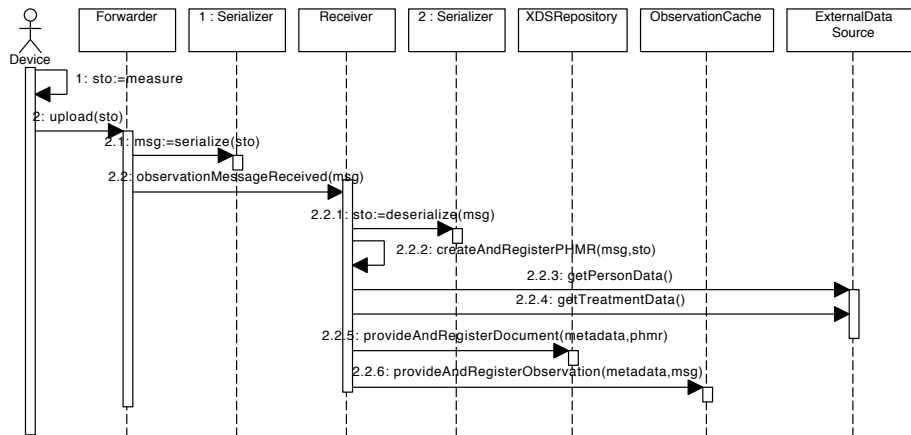 Forwarder
1 : Serializer
Receiver
2 : Serializer
XDSRepository
ObservationCache
ExternalData
Source
Device
1: sto:=measure
2: upload(sto)
2.1: msg:=serialize(sto)
2.2: observationMessageReceived(msg)
2.2.1: sto:=deserialize(msg)
2.2.2: createAndRegisterPHMR(msg,sto)
2.2.3: getPersonData()
2.2.4: getTreatmentData()
2.2.5: provideAndRegisterDocument(metadata,phmr)
2.2.6: provideAndRegisterObservation(metadata,msg)